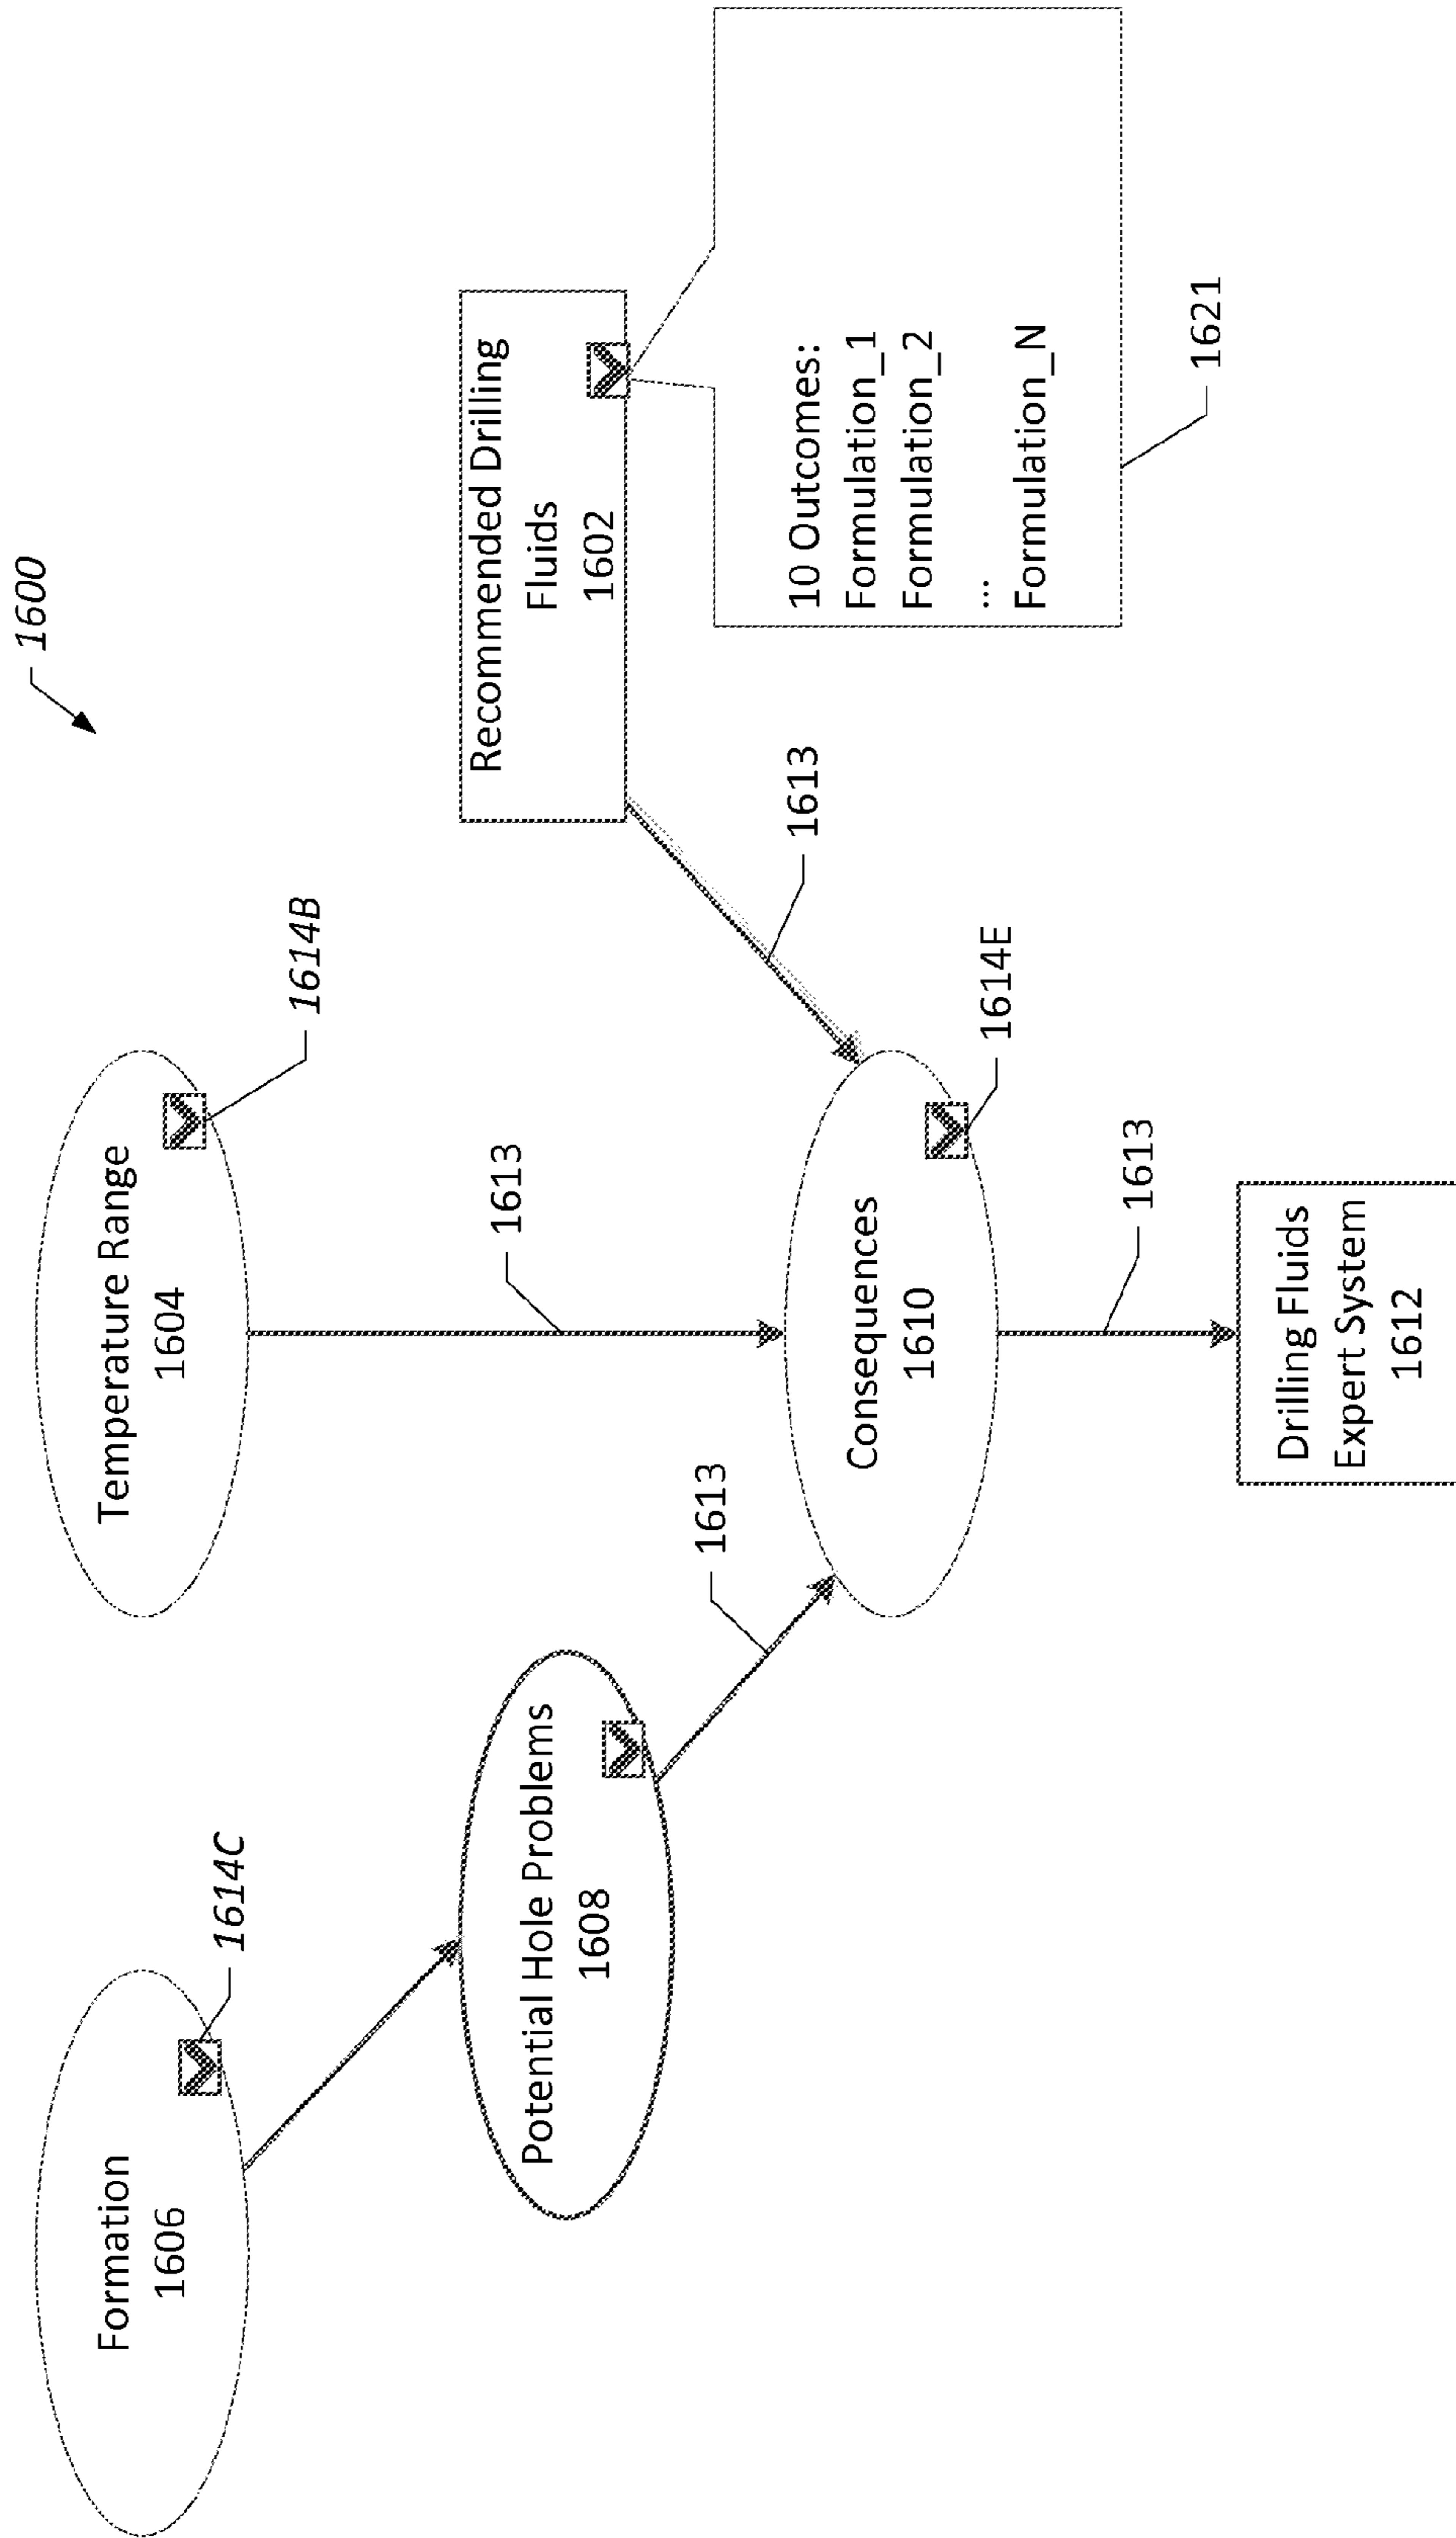 1600
Formation
1606
1614C
Temperature Range
1604
1614B
Potential Hole Problems
1608
1613
Recommended Drilling
Fluids
1602
1613
1613
Consequences
1610
1614E
10 Outcomes:
Formulation_1
Formulation_2
...
Formulation_N
1621
1613
Drilling Fluids
Expert System
1612